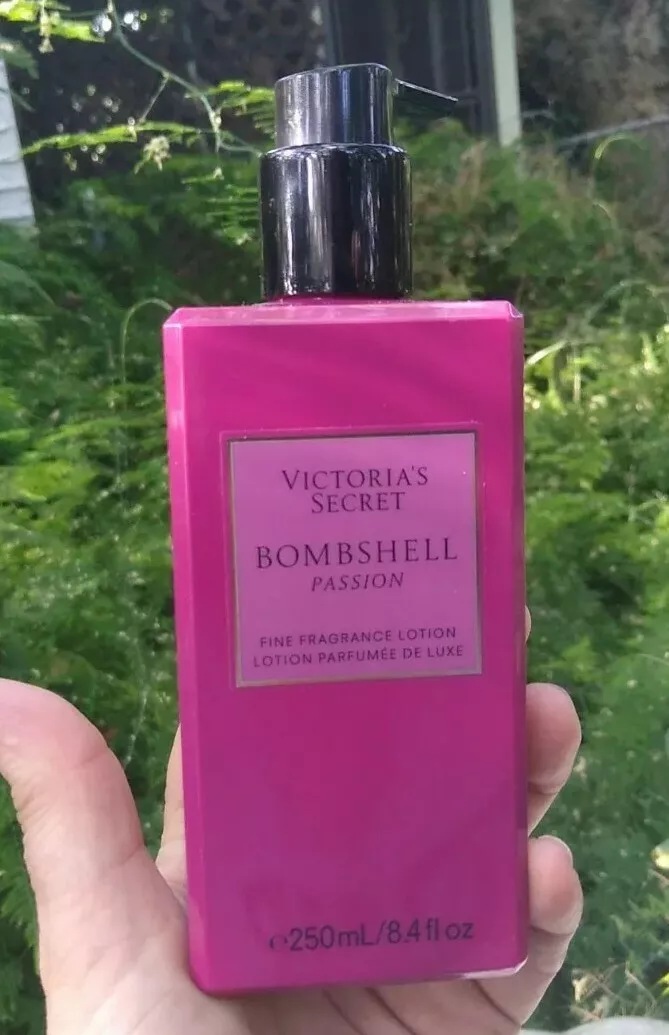 VICTORIA'S
SECRET
BOMBSHELL
PASSION
FINE FRAGRANCE LOTION
LOTION PARFUMÉE DE LUXE
℮250mL/8.4 fl oz